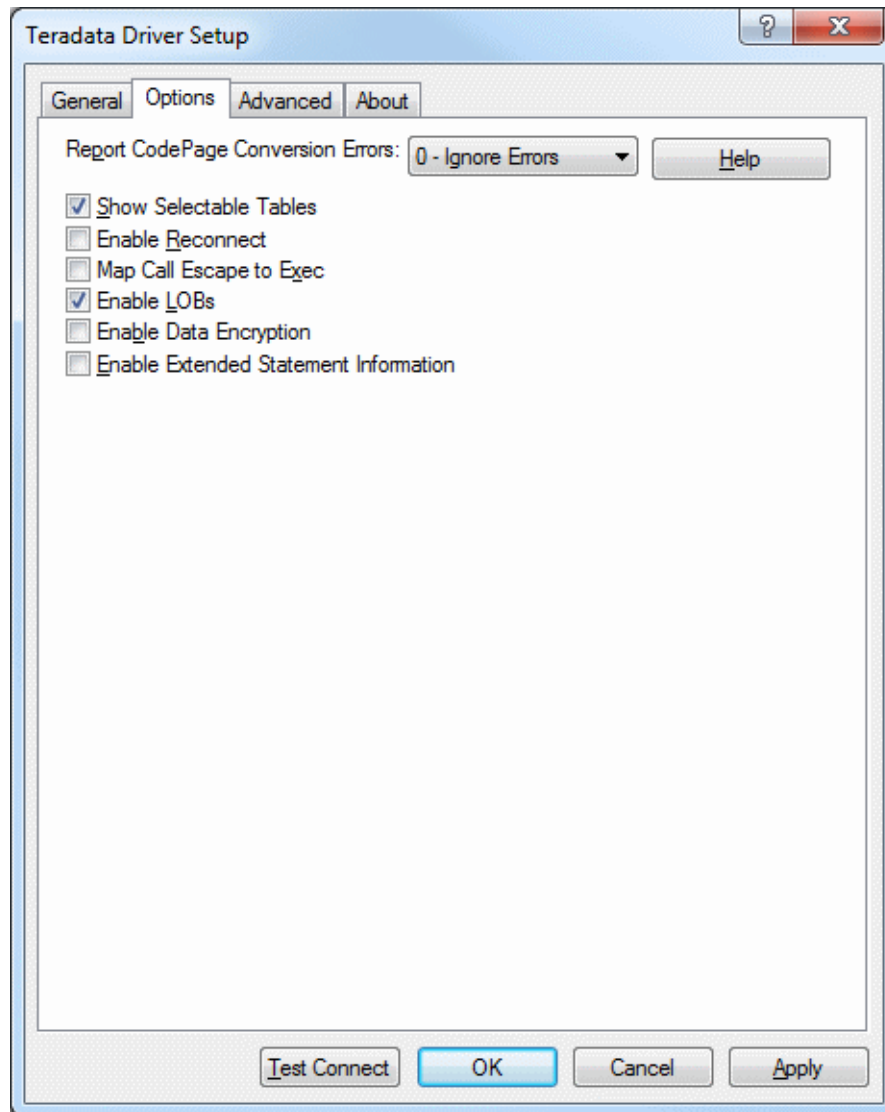 Teradata Driver Setup
?
X
General Options Advanced About
Report CodePage Conversion Errors: 0 - Ignore Errors Help
Show Selectable Tables
Enable Reconnect
Map Call Escape to Exec
Enable LOBs
Enable Data Encryption
Enable Extended Statement Information
Test Connect OK Cancel Apply